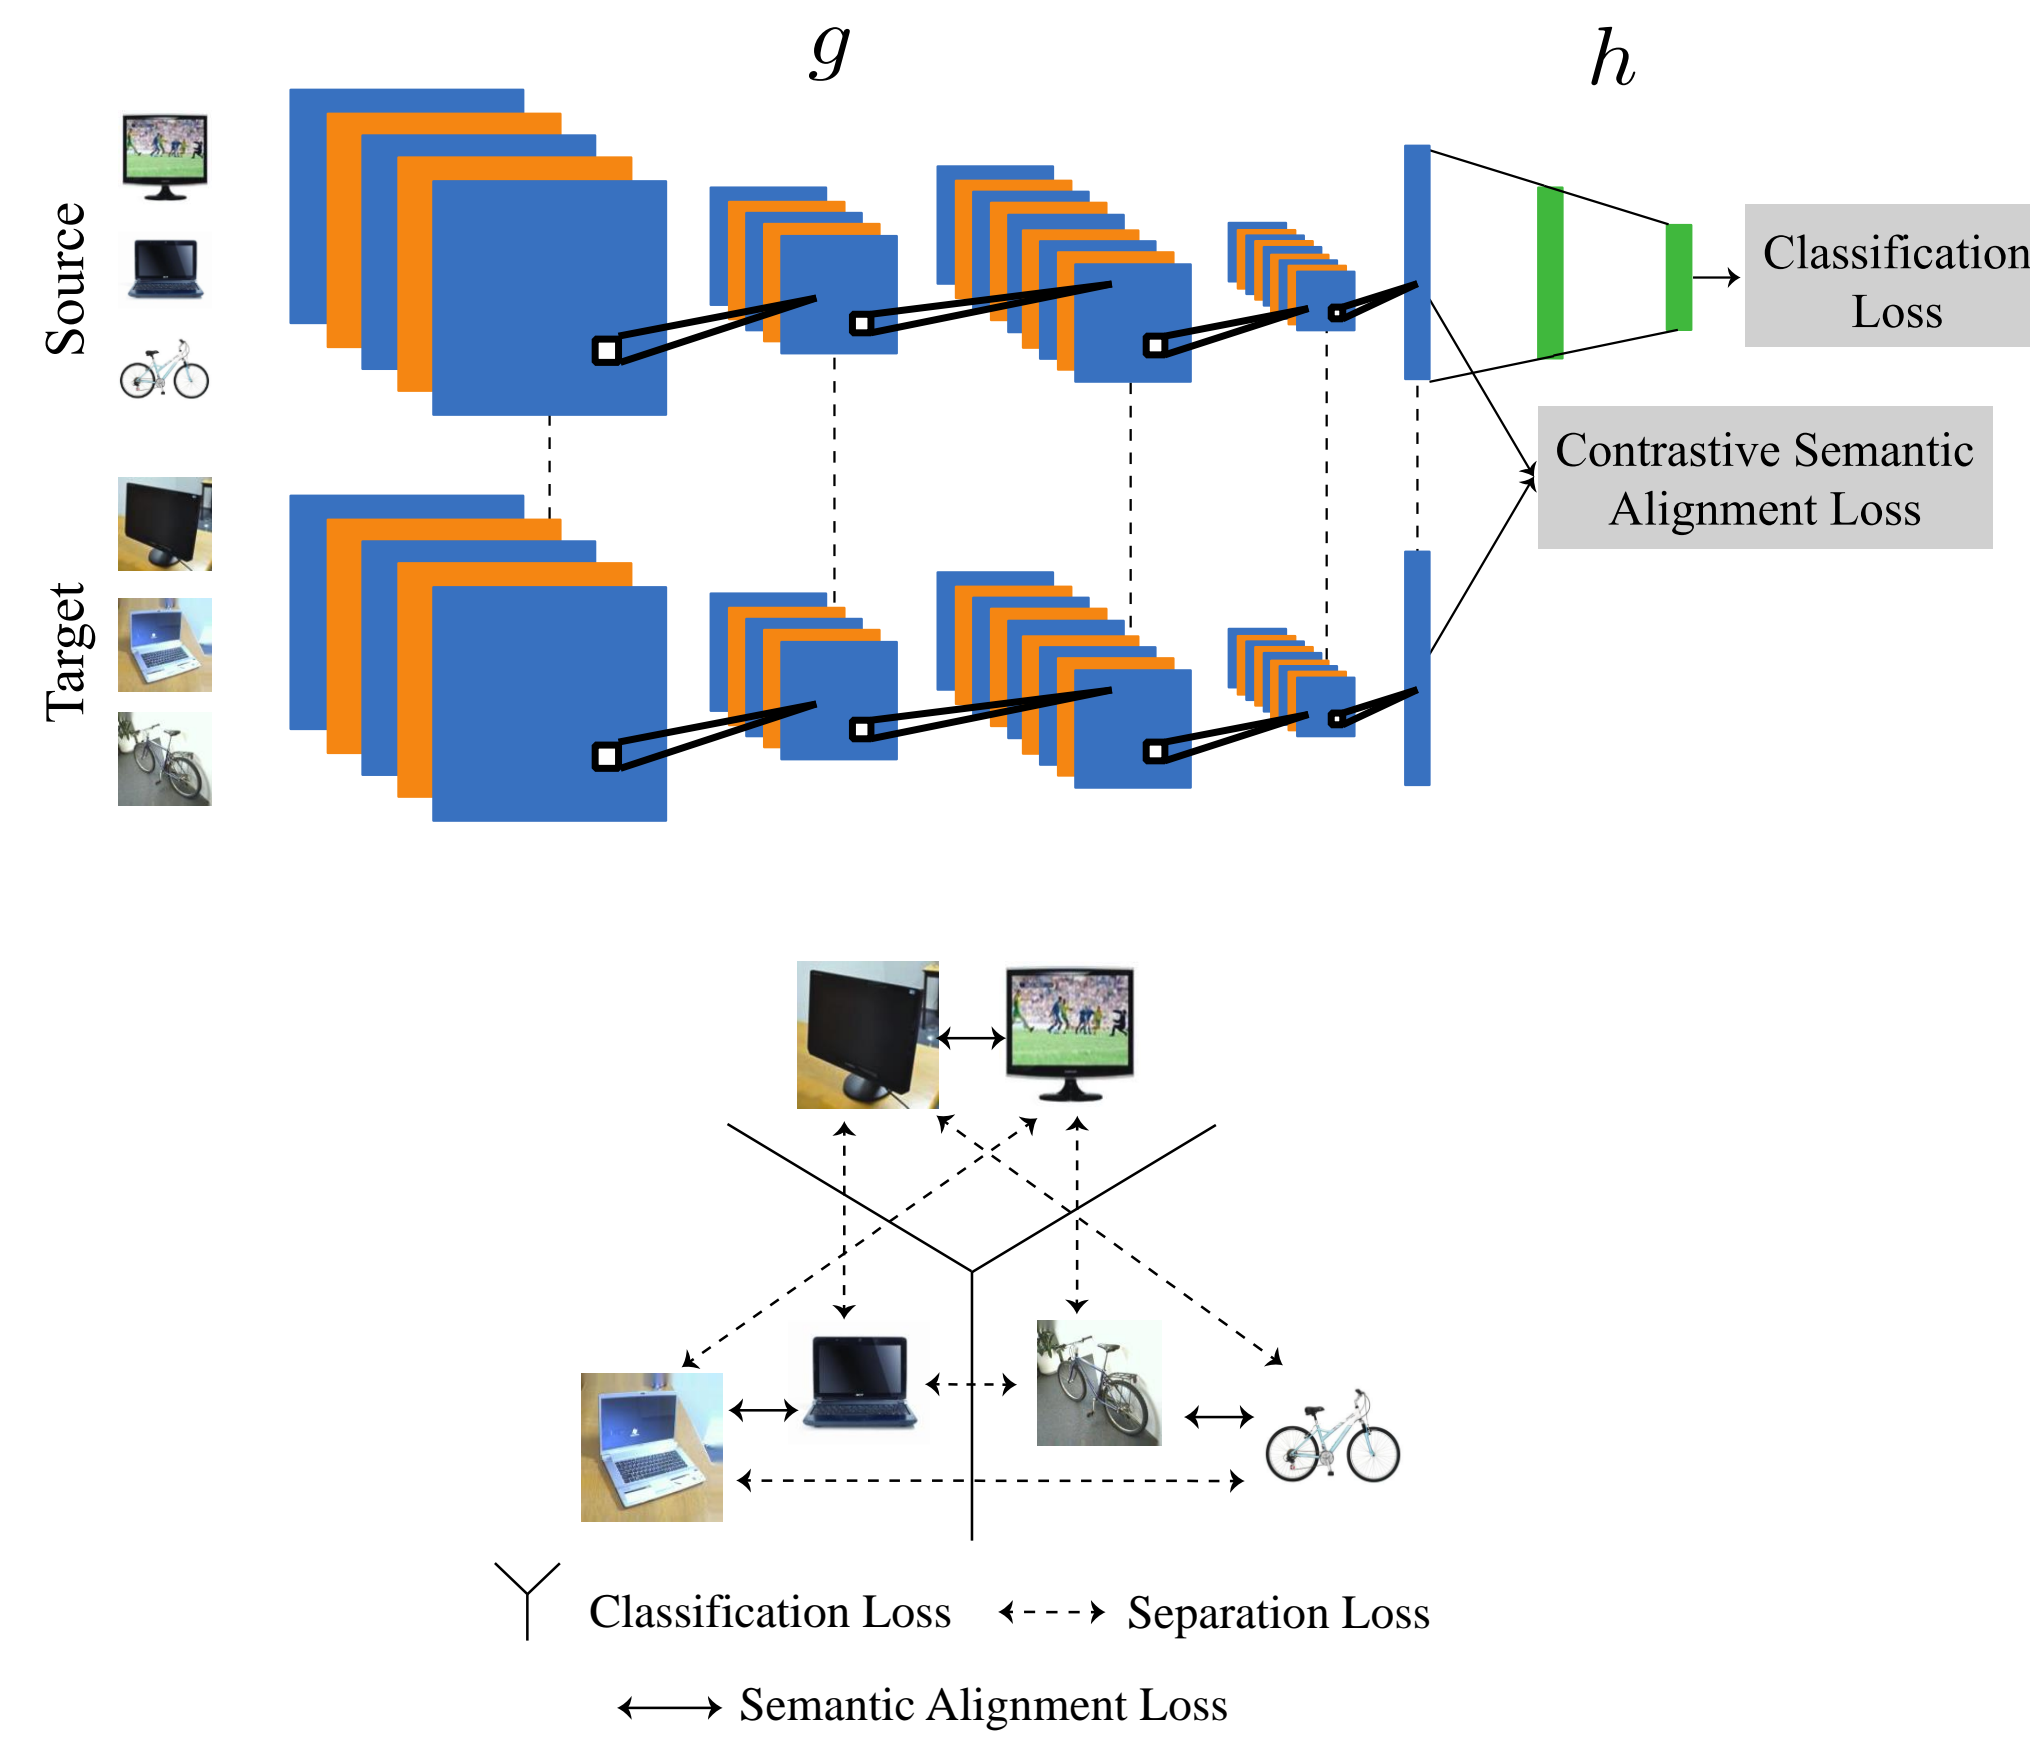 g
h
Source
Classification
Loss
Contrastive Semantic
Alignment Loss
Target
Classification Loss
Separation Loss
Semantic Alignment Loss